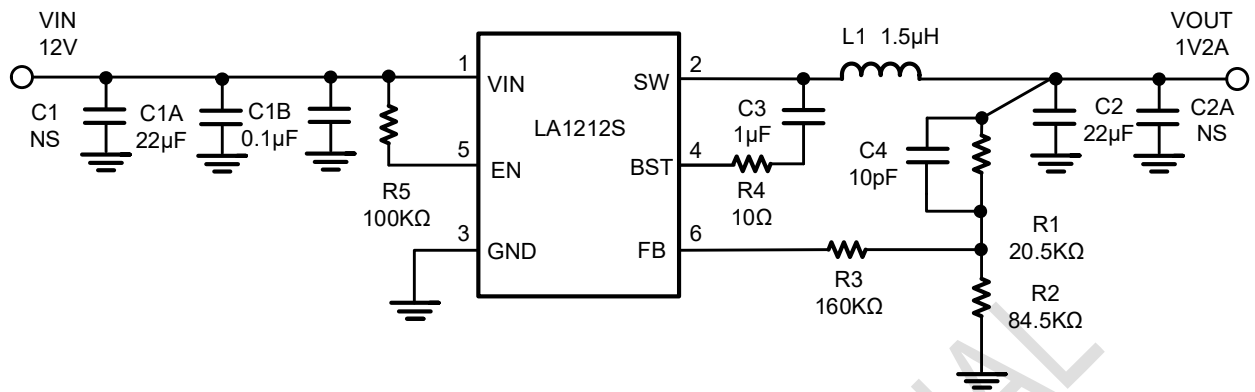 VIN
12V
VOUT
1V2A
L1 1.5µH
1
VIN
SW
2
C1
NS
C1A
22µF
C1B
0.1µF
LA1212S
C3
1µF
C2
22µF
C2A
NS
5
EN
BST
4
C4
10pF
R5
100KΩ
R4
10Ω
3
GND
FB
6
R1
20.5KΩ
R3
160KΩ
R2
84.5KΩ